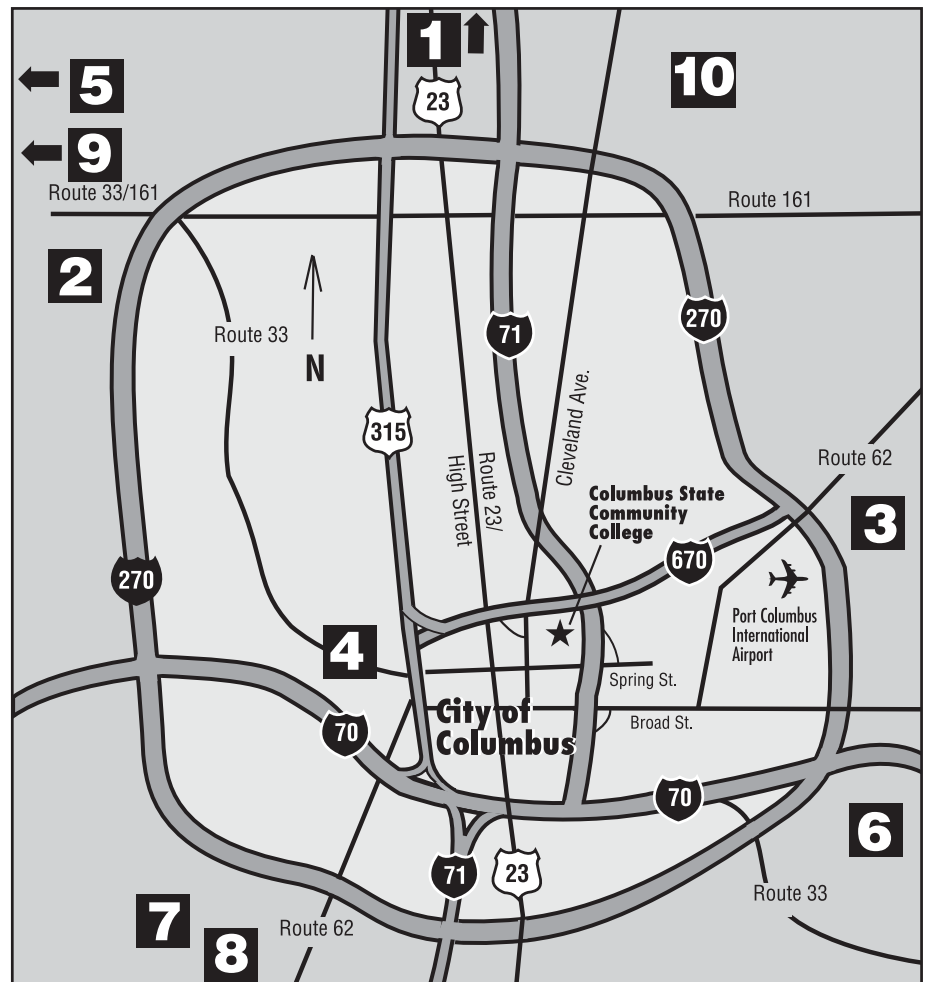 1
23
10
5
9
Route 33/161
Route 161
2
Route 33
N
71
270
315
Cleveland Ave.
Route 23/
High Street
Route 62
Columbus State
Community
College
3
670
270
Port Columbus
International
Airport
4
Spring St.
City of
Columbus
Broad St.
70
70
6
71
23
Route 33
7
8
Route 62